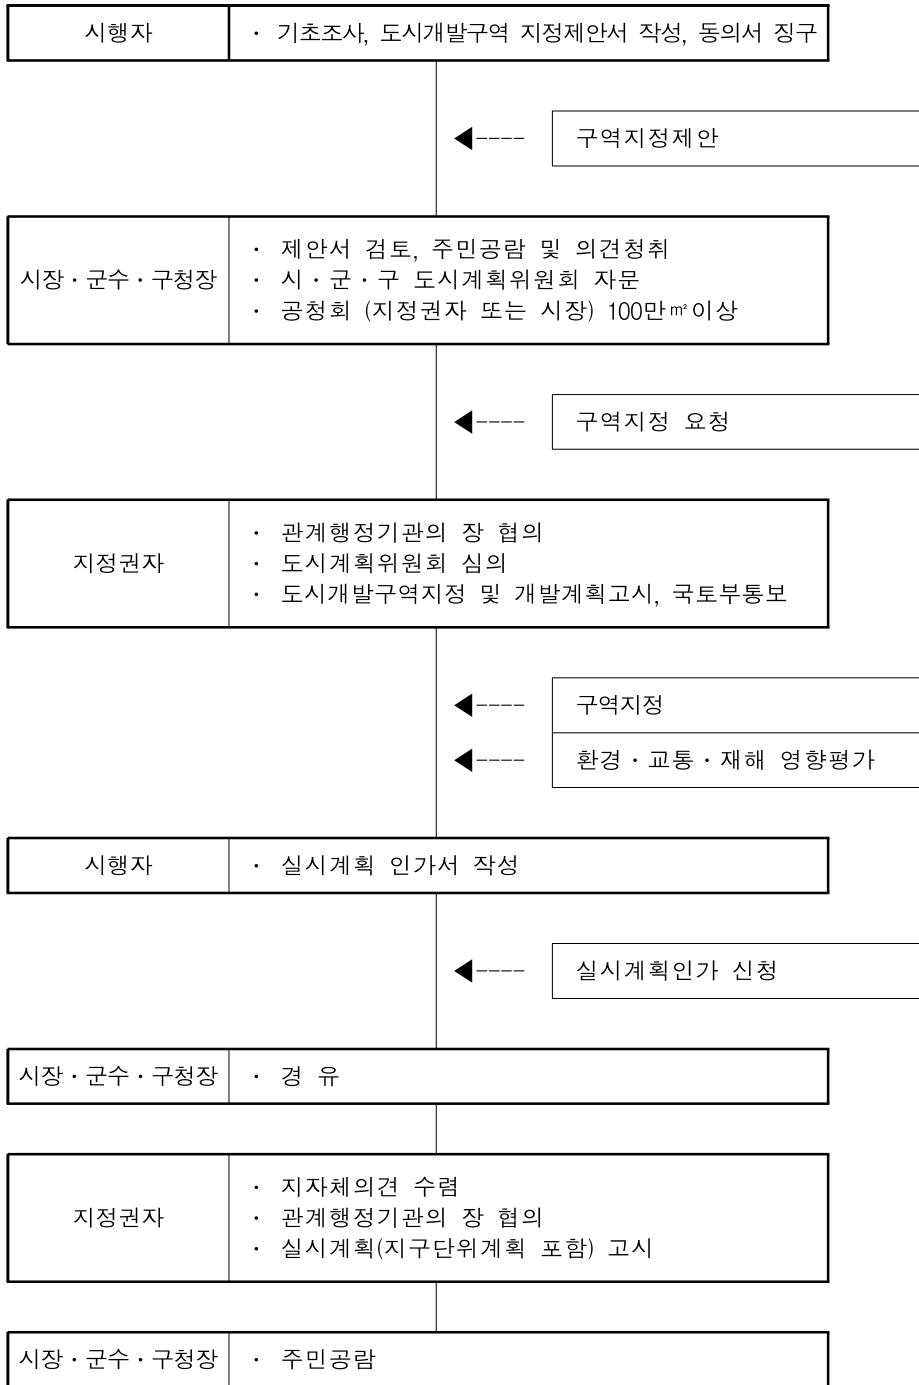 시행자
· 기초조사, 도시개발구역 지정제안서 작성, 동의서 징구
구역지정제안
시장·군수·구청장
· 제안서 검토, 주민공람 및 의견청취
· 시·군·구 도시계획위원회 자문
· 공청회 (지정권자 또는 시장) 100만㎡이상
구역지정 요청
지정권자
· 관계행정기관의 장 협의
· 도시계획위원회 심의
· 도시개발구역지정 및 개발계획고시, 국토부통보
구역지정
환경·교통·재해 영향평가
시행자
· 실시계획 인가서 작성
실시계획인가 신청
시장·군수·구청장
· 경 유
지정권자
· 지자체의견 수렴
· 관계행정기관의 장 협의
· 실시계획(지구단위계획 포함) 고시
시장·군수·구청장
· 주민공람